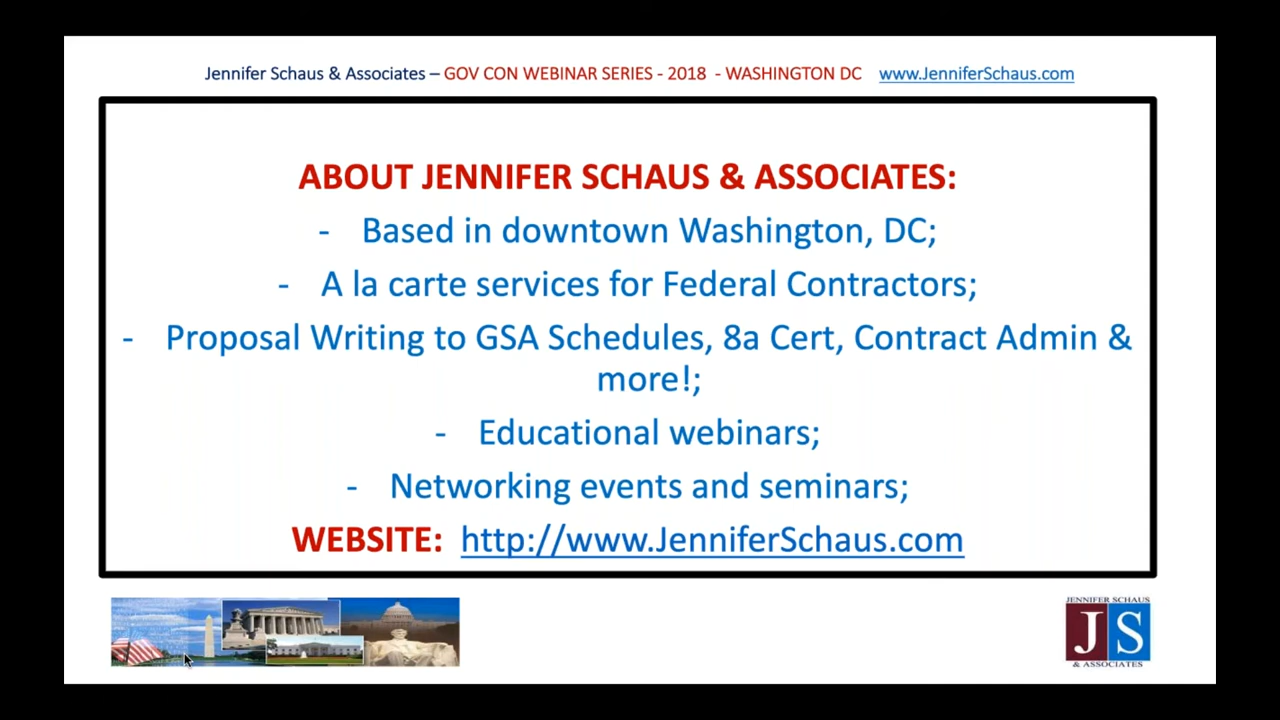 Jennifer Schaus & Associates – GOV CON WEBINAR SERIES - 2018 - WASHINGTON DC www.JenniferSchaus.com
ABOUT JENNIFER SCHAUS & ASSOCIATES:
- Based in downtown Washington, DC;
- A la carte services for Federal Contractors;
- Proposal Writing to GSA Schedules, 8a Cert, Contract Admin &
more!;
- Educational webinars;
- Networking events and seminars;
WEBSITE: http://www.JenniferSchaus.com
JENNIFER SCHAUS
JS
& ASSOCIATES